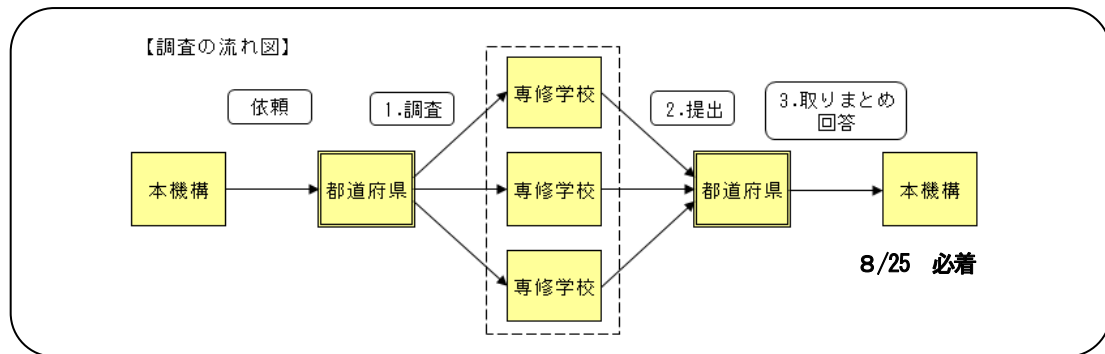 【調査の流れ図】
依頼
1.調査
専修学校
2.提出
3.取りまとめ
回答
本機構
都道府県
専修学校
都道府県
本機構
専修学校
８/25　必着